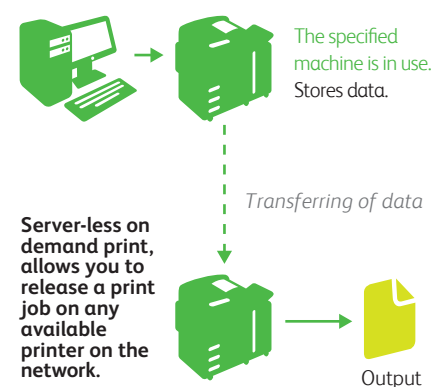 The specified
machine is in use.
Stores data.
Transferring of data
Server-less on
demand print,
allows you to
release a print
job on any
available
printer on the
network.
Output